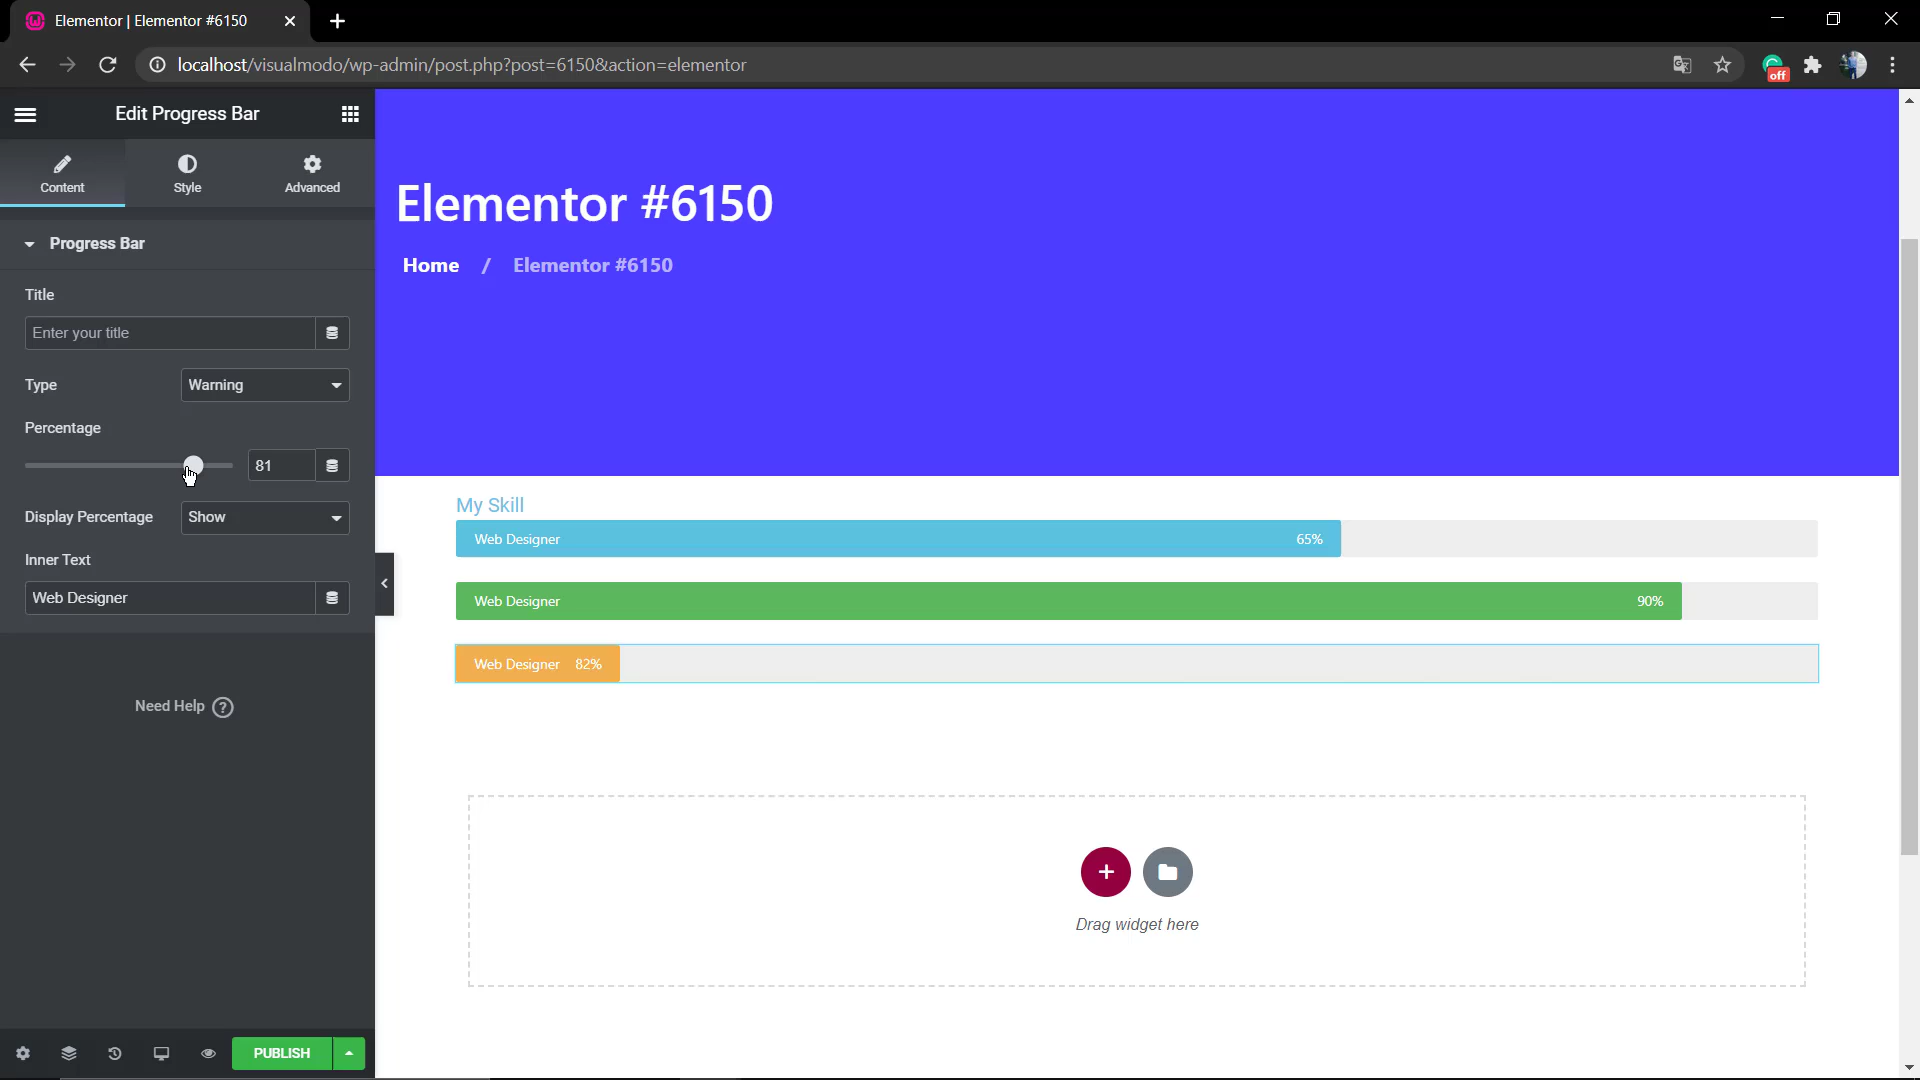 Elementor | Elementor #6150
localhost/visualmodo/wp-admin/post.php?post=6150&action=elementor
off
Edit Progress Bar
Content
Style
Advanced
Progress Bar
Title
Enter your title
Type
Warning
Percentage
81
Display Percentage
Show
Inner Text
Web Designer
Need Help ?
PUBLISH
Elementor #6150
Home / Elementor #6150
My Skill
Web Designer 65%
Web Designer 90%
Web Designer 82%
Drag widget here